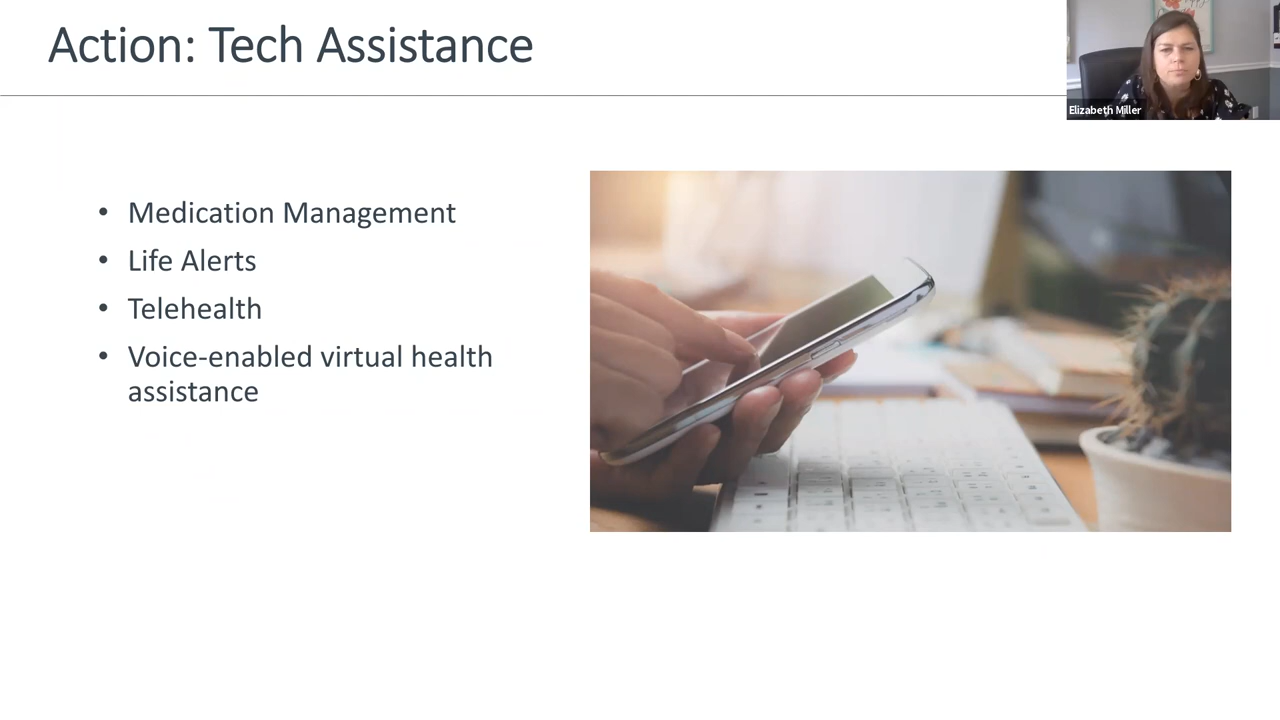 Action: Tech Assistance
Elizabeth Miller
• Medication Management
• Life Alerts
• Telehealth
• Voice-enabled virtual health
assistance